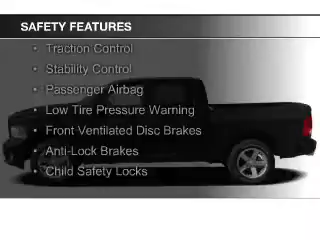 SAFETY FEATURES
• Traction Control
• Stability Control
• Passenger Airbag
• Low Tire Pressure Warning
• Front Ventilated Disc Brakes
• Anti-Lock Brakes
• Child Safety Locks